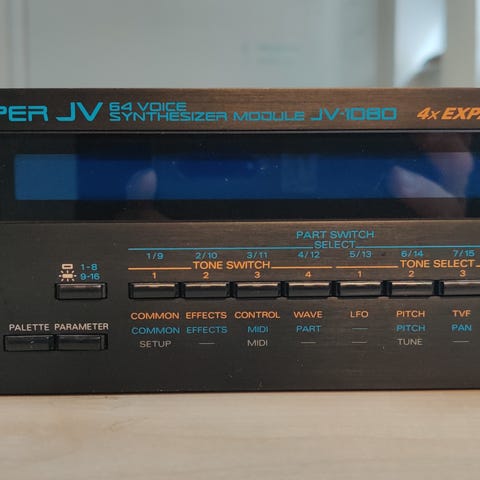 PER JV 64 VOICE SYNTHESIZER MODULE JV-1080 4x EXP
PART SWITCH
SELECT
1/9 2/10 3/11 4/12 5/13 6/14 7/15
1-8
9-16
TONE SWITCH TONE SELECT
1 2 3 4 1 2 3
COMMON EFFECTS CONTROL WAVE LFO PITCH TVF
PALETTE PARAMETER
COMMON EFFECTS MIDI PART — PITCH PAN
SETUP — MIDI — — TUNE —